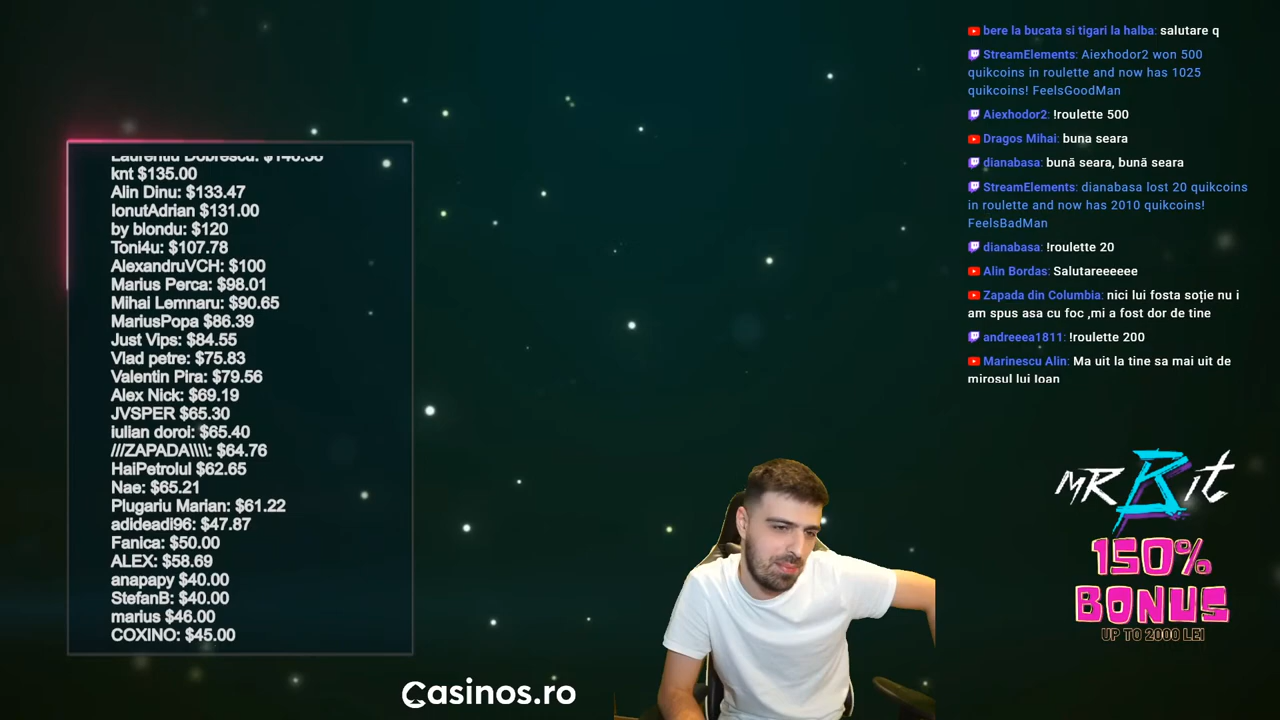 Laurentiu Dobrescu: $140.38
knt $135.00
Alin Dinu: $133.47
IonutAdrian $131.00
by blondu: $120
Toni4u: $107.78
AlexandruVCH: $100
Marius Perca: $98.01
Mihai Lemnaru: $90.65
MariusPopa $86.39
Just Vips: $84.55
Vlad petre: $75.83
Valentin Pira: $79.56
Alex Nick: $69.19
JVSPER $65.30
iulian doroi: $65.40
///ZAPADA\\\\: $64.76
HaiPetrolul $62.65
Nae: $65.21
Plugariu Marian: $61.22
adideadi96: $47.87
Fanica: $50.00
ALEX: $58.69
anapapy $40.00
StefanB: $40.00
marius $46.00
COXINO: $45.00
Casinos.ro
bere la bucata si tigari la halba: salutare q
StreamElements: Aiexhodor2 won 500
quikcoins in roulette and now has 1025
quikcoins! FeelsGoodMan
Aiexhodor2: !roulette 500
Dragos Mihai: buna seara
dianabasa: bună seara, bună seara
StreamElements: dianabasa lost 20 quikcoins
in roulette and now has 2010 quikcoins!
FeelsBadMan
dianabasa: !roulette 20
Alin Bordas: Salutareeeeee
Zapada din Columbia: nici lui fosta soție nu i
am spus asa cu foc ,mi a fost dor de tine
andreeea1811: !roulette 200
Marinescu Alin: Ma uit la tine sa mai uit de
mirosul lui Ioan
MR Bit
150%
BONUS
UP TO 2000 LEI